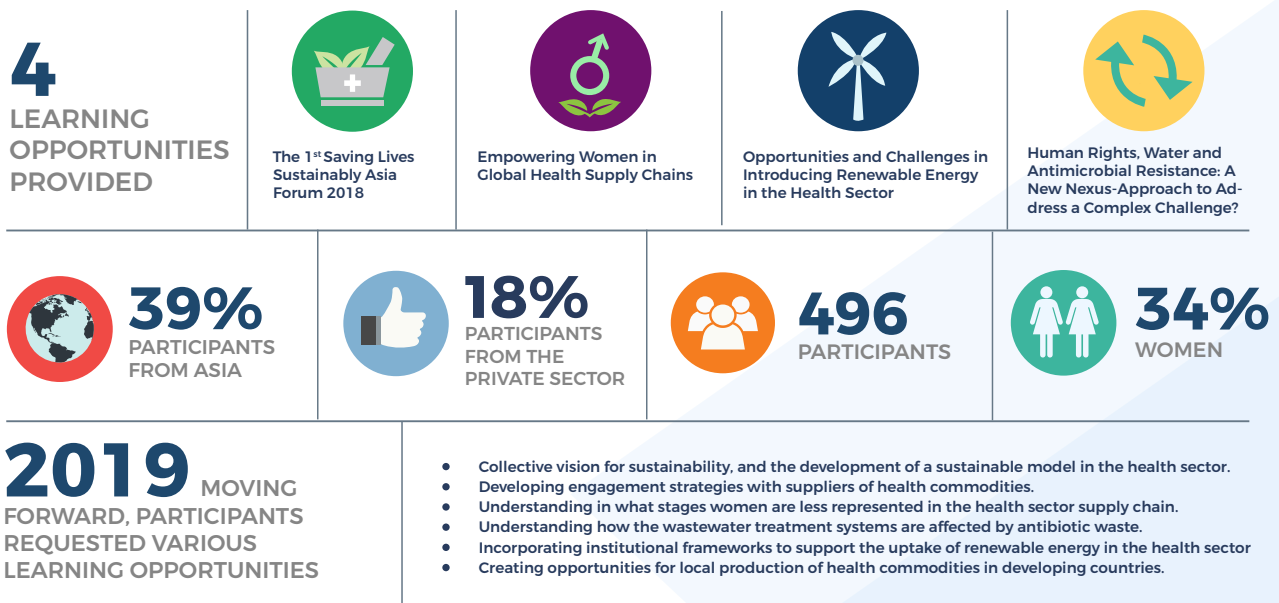 4
LEARNING
OPPORTUNITIES
PROVIDED
The 1st Saving Lives
Sustainably Asia
Forum 2018
Empowering Women in
Global Health Supply Chains
Opportunities and Challenges in
Introducing Renewable Energy
in the Health Sector
Human Rights, Water and
Antimicrobial Resistance: A
New Nexus-Approach to Ad-
dress a Complex Challenge?
39%
PARTICIPANTS
FROM ASIA
18%
PARTICIPANTS
FROM THE
PRIVATE SECTOR
496
PARTICIPANTS
34%
WOMEN
2019 MOVING
FORWARD, PARTICIPANTS
REQUESTED VARIOUS
LEARNING OPPORTUNITIES
• Collective vision for sustainability, and the development of a sustainable model in the health sector.
• Developing engagement strategies with suppliers of health commodities.
• Understanding in what stages women are less represented in the health sector supply chain.
• Understanding how the wastewater treatment systems are affected by antibiotic waste.
• Incorporating institutional frameworks to support the uptake of renewable energy in the health sector
• Creating opportunities for local production of health commodities in developing countries.